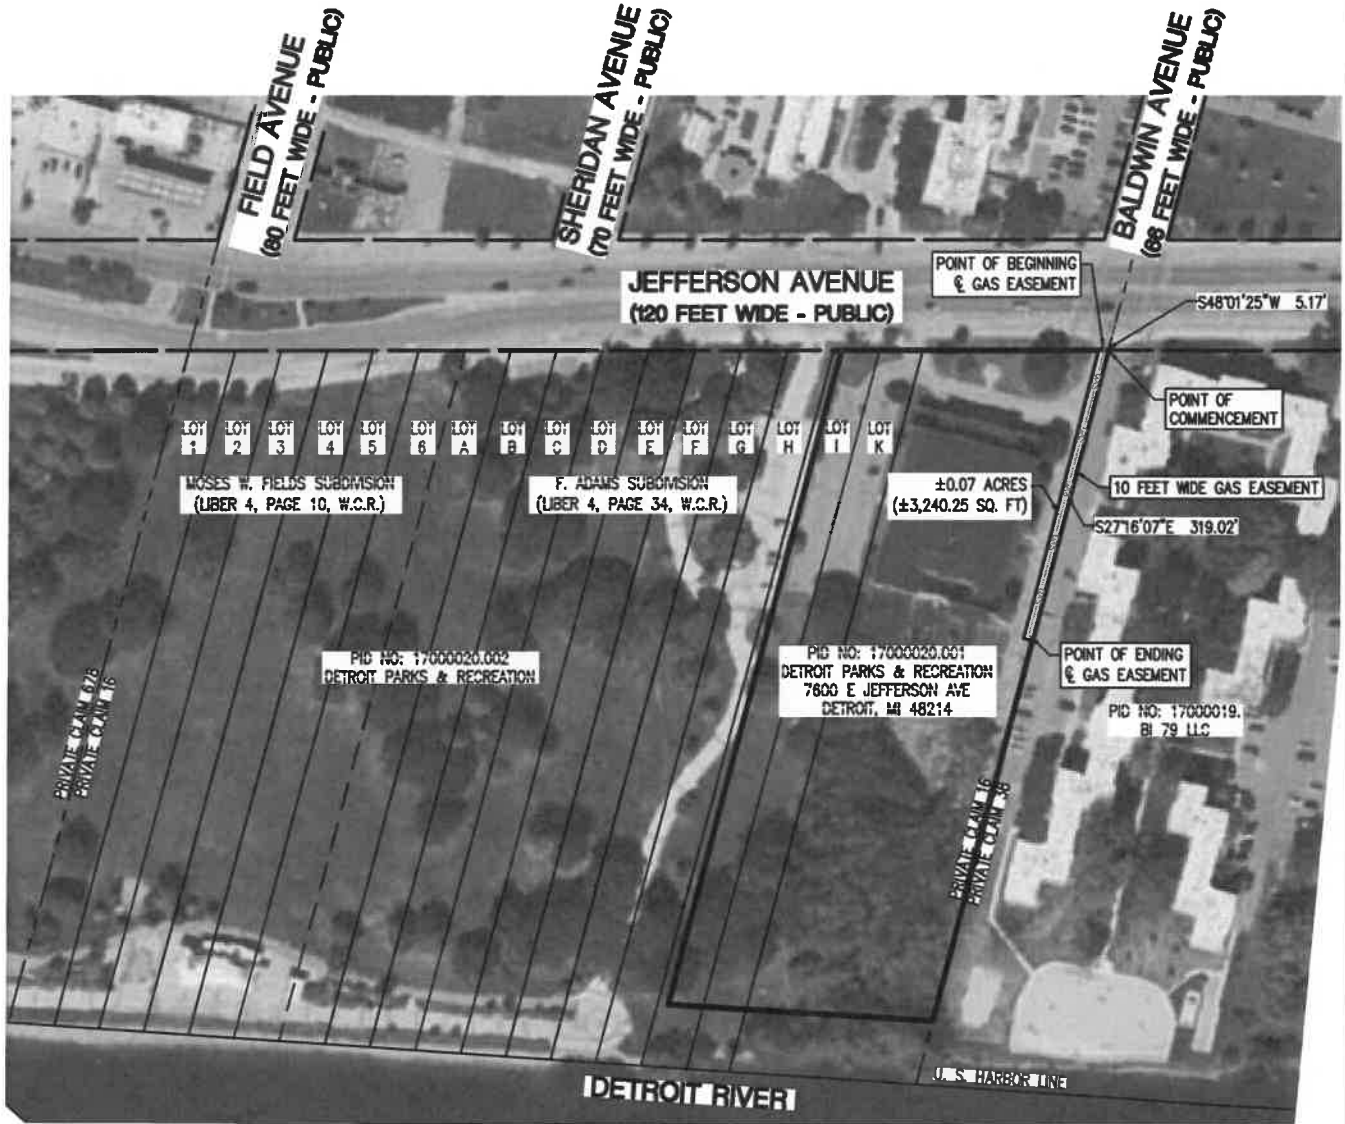 FIELD AVENUE
(80 FEET WIDE - PUBLIC)
SHERIDAN AVENUE
(70 FEET WIDE - PUBLIC)
BALDWIN AVENUE
(66 FEET WIDE - PUBLIC)
JEFFERSON AVENUE
(120 FEET WIDE - PUBLIC)
POINT OF BEGINNING
℄ GAS EASEMENT
S48°01'25"W 5.17'
POINT OF
COMMENCEMENT
LOT 1
LOT 2
LOT 3
LOT 4
LOT 5
LOT 6
LOT A
LOT B
LOT C
LOT D
LOT E
LOT F
LOT G
LOT H
LOT I
LOT K
MOSES W. FIELDS SUBDIVISION
(LIBER 4, PAGE 10, W.C.R.)
F. ADAMS SUBDIVISION
(LIBER 4, PAGE 34, W.C.R.)
±0.07 ACRES
(±3,240.25 SQ. FT)
10 FEET WIDE GAS EASEMENT
S27°16'07"E 319.02'
PID NO: 17000020.002
DETROIT PARKS & RECREATION
PID NO: 17000020.001
DETROIT PARKS & RECREATION
7600 E JEFFERSON AVE
DETROIT, MI 48214
POINT OF ENDING
℄ GAS EASEMENT
PID NO: 17000019.
BI 79 LLC
PRIVATE CLAIM 678
PRIVATE CLAIM 16
PRIVATE CLAIM 16
PRIVATE CLAIM 38
U. S. HARBOR LINE
DETROIT RIVER